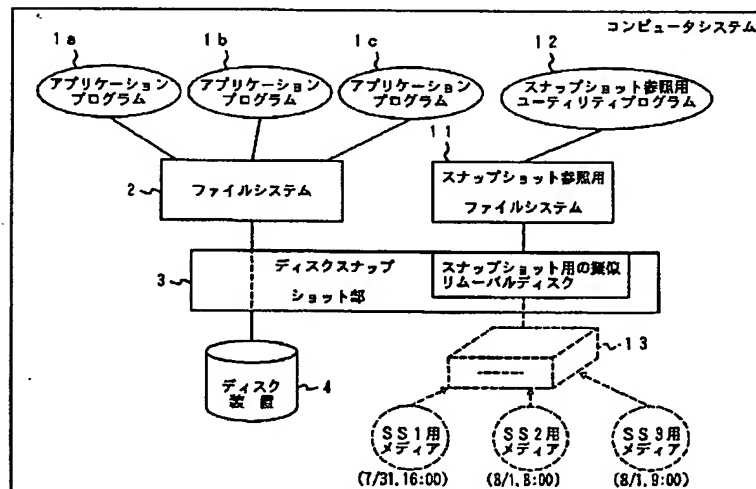 コンピュータシステム
1a
1b
1c
12
アプリケーション
プログラム
アプリケーション
プログラム
アプリケーション
プログラム
スナップショット参照用
ユーティリティプログラム
11
2
ファイルシステム
スナップショット参照用
ファイルシステム
3
ディスクスナップ
ショット部
スナップショット用の擬似
リムーバルディスク
13
ディスク
装置
4
SS1用
メディア
SS2用
メディア
SS3用
メディア
(7/31,16:00)
(8/1,8:00)
(8/1,9:00)